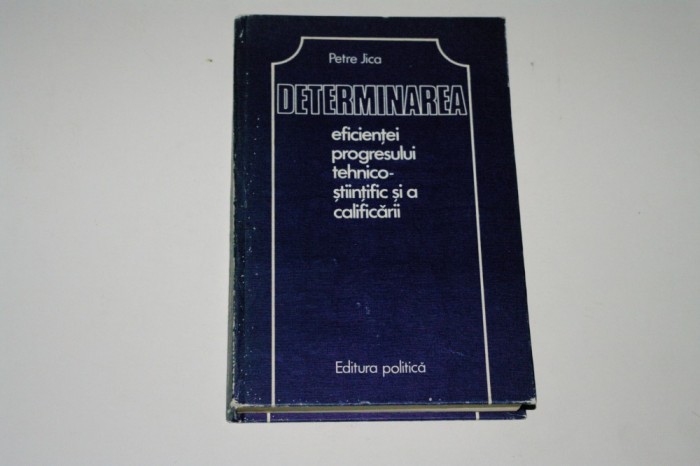 Petre Jica
DETERMINAREA
eficienței
progresului
tehnico-
științific și a
calificării
Editura politică